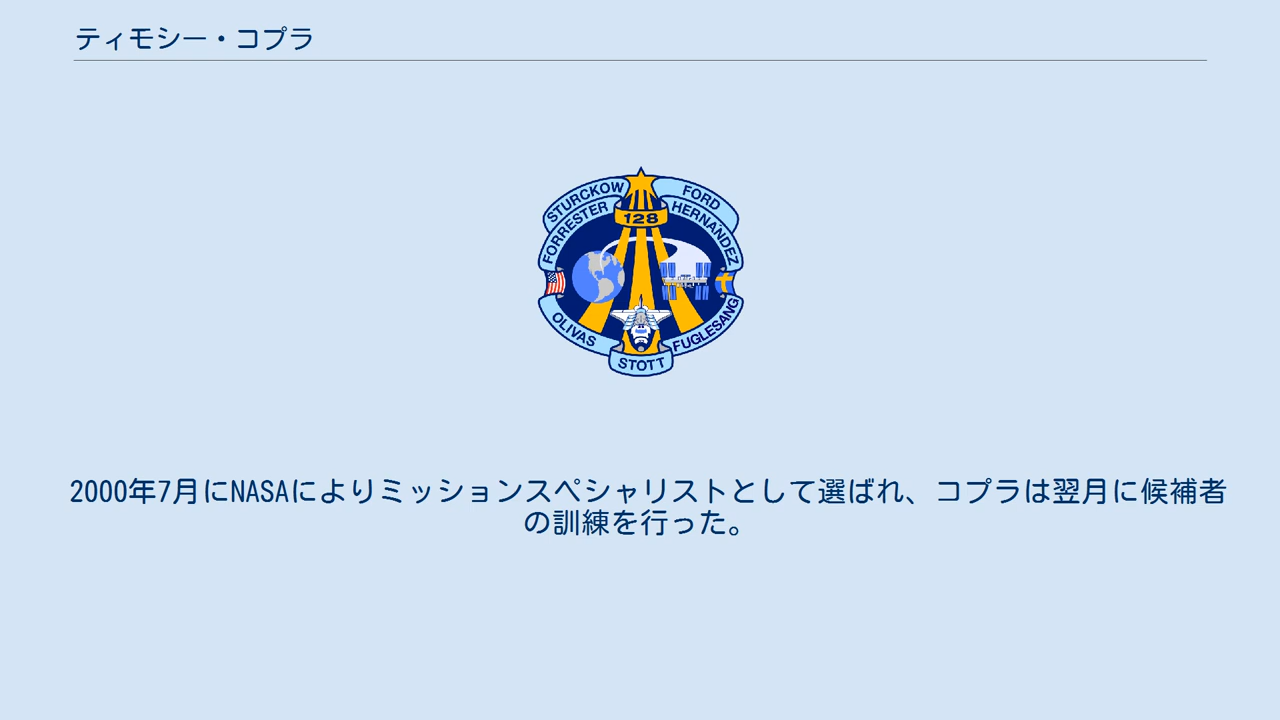 ティモシー・コプラ
STURCKOW
FORD
FORRESTER
128
HERNANDEZ
OLIVAS
STOTT
FUGLESANG
2000年7月にNASAによりミッションスペシャリストとして選ばれ、コプラは翌月に候補者
の訓練を行った。